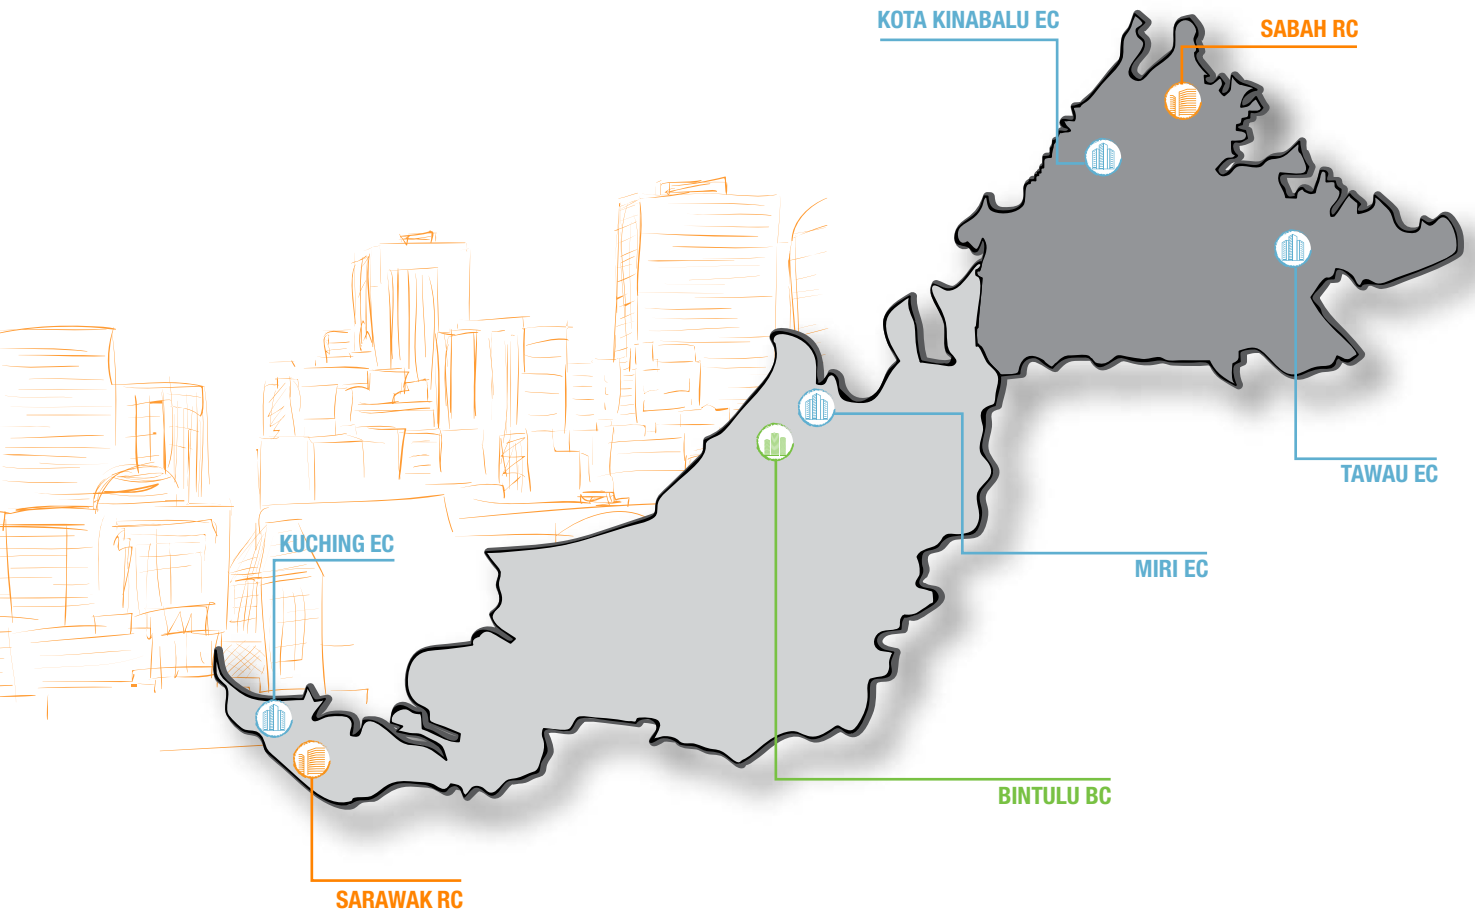 KOTA KINABALU EC
SABAH RC
TAWAU EC
KUCHING EC
MIRI EC
BINTULU BC
SARAWAK RC